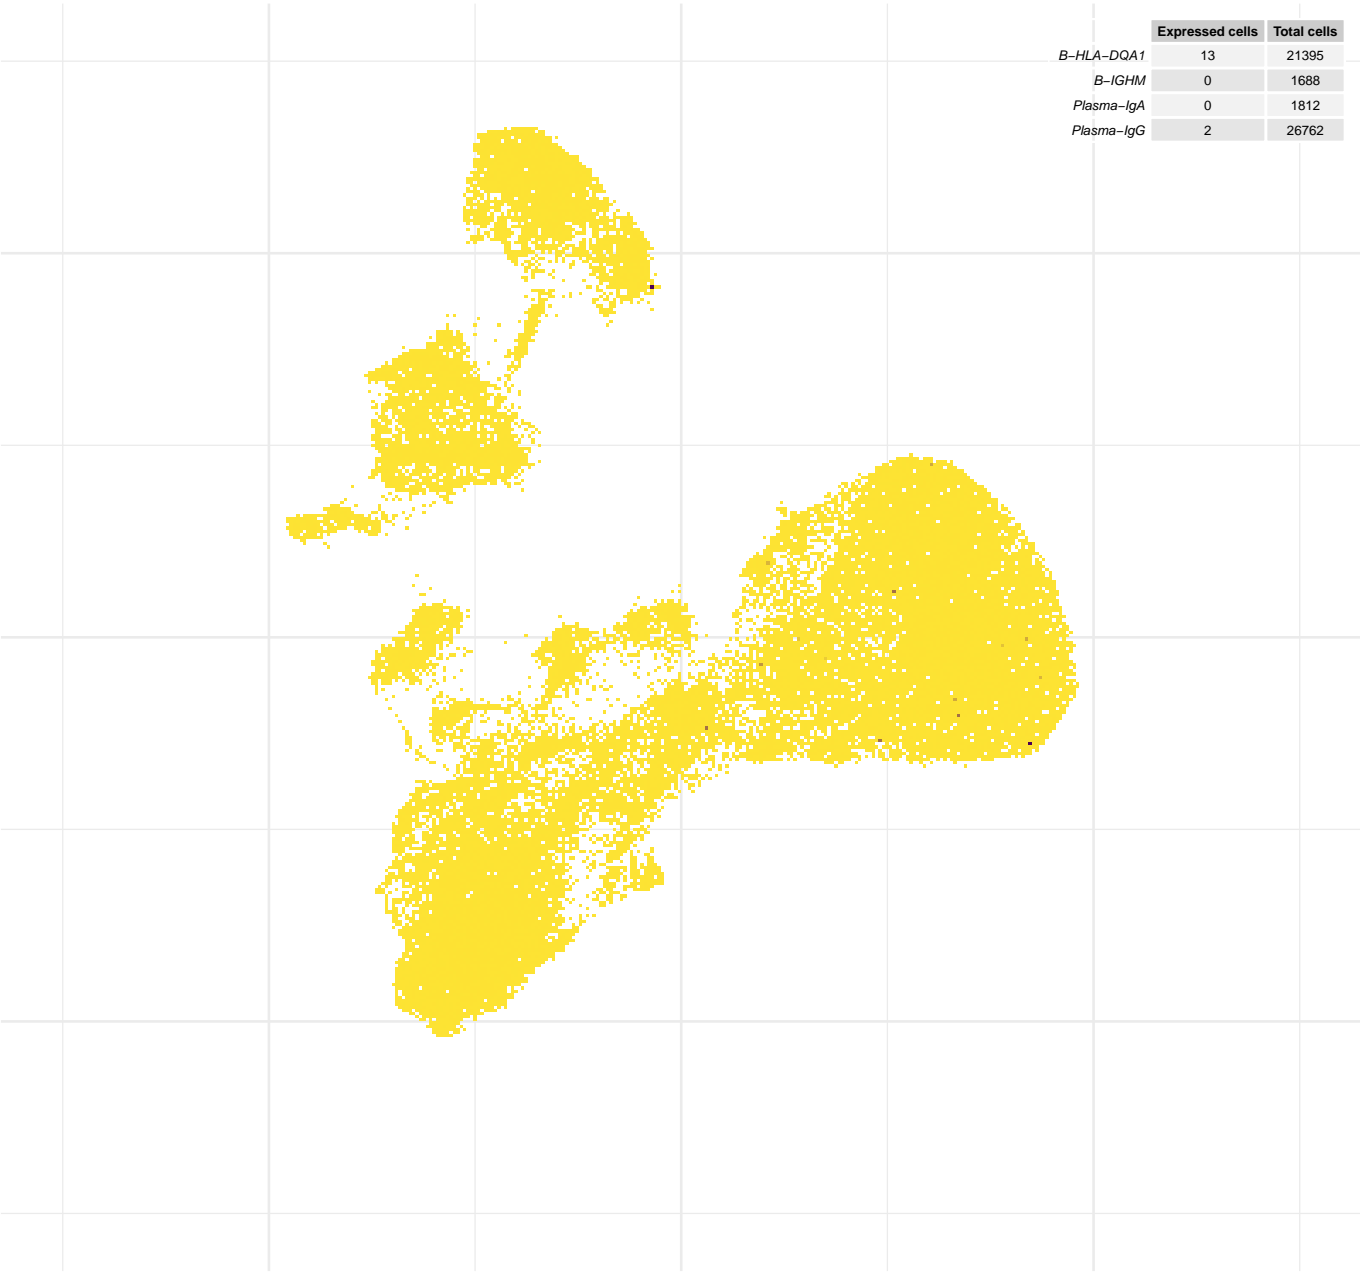 Expressed cells Total cells
B−HLA−DQA1 13 21395
B−IGHM 0 1688
Plasma−IgA 0 1812
Plasma−IgG 2 26762